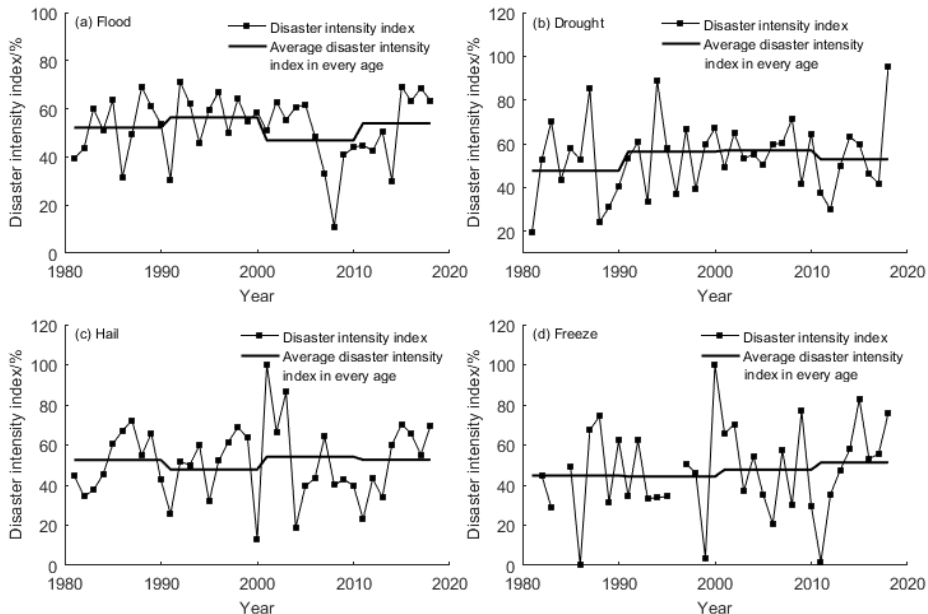 (a) Flood
Disaster intensity index
Average disaster intensity
index in every age
Disaster intensity index/%
100
80
60
40
20
0
1980
1990
2000
2010
2020
Year
(b) Drought
Disaster intensity index
Average disaster intensity
index in every age
Disaster intensity index/%
120
100
80
60
40
20
1980
1990
2000
2010
2020
Year
(c) Hail
Disaster intensity index
Average disaster intensity
index in every age
Disaster intensity index/%
120
100
80
60
40
20
0
1980
1990
2000
2010
2020
Year
(d) Freeze
Disaster intensity index
Average disaster intensity
index in every age
Disaster intensity index/%
120
100
80
60
40
20
0
1980
1990
2000
2010
2020
Year